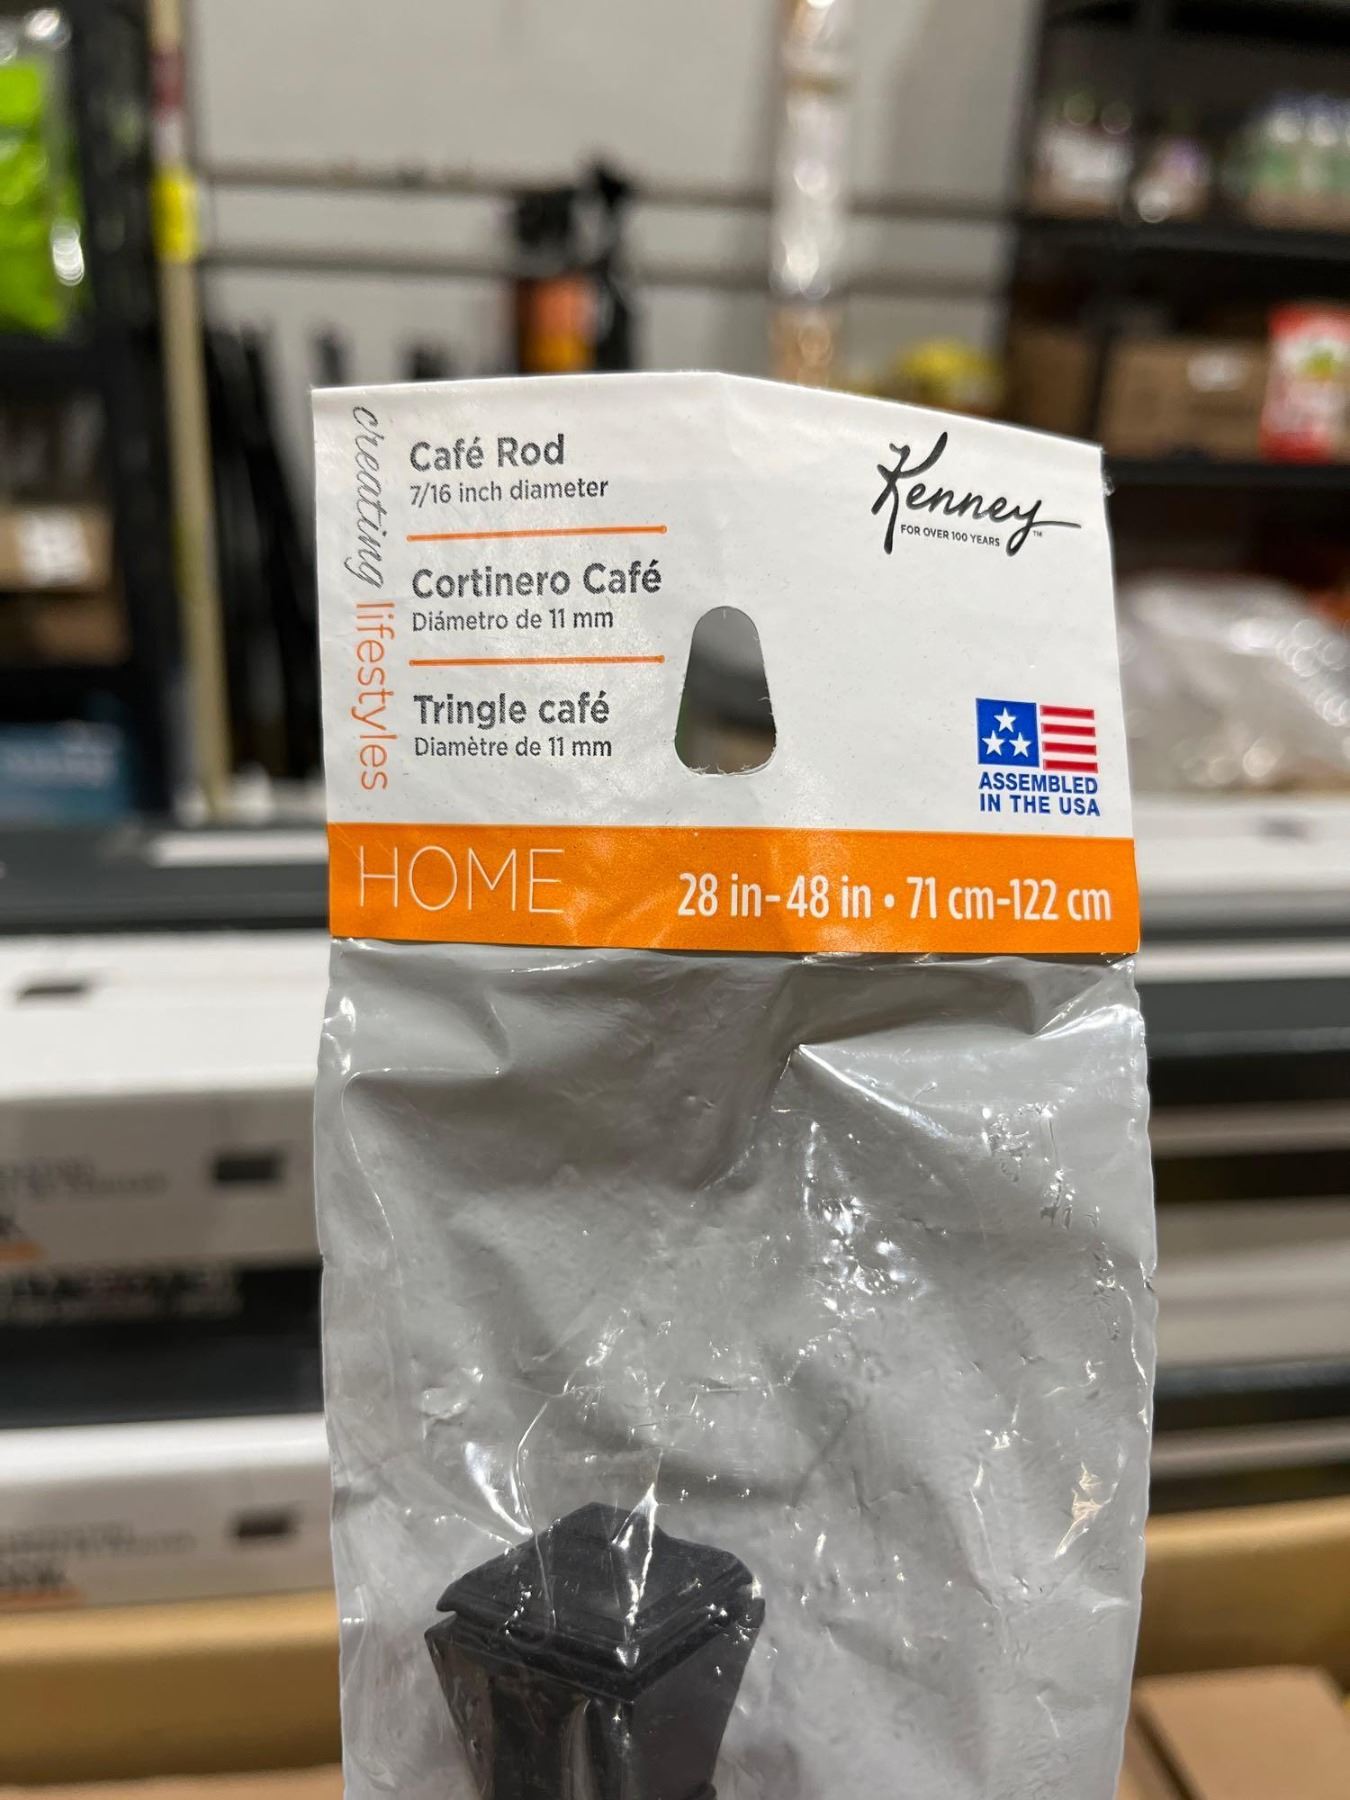 creating lifestyles
Café Rod
7/16 inch diameter
Cortinero Café
Diámetro de 11 mm
Tringle café
Diamètre de 11 mm
Kenney™
FOR OVER 100 YEARS
ASSEMBLED
IN THE USA
HOME
28 in-48 in • 71 cm-122 cm